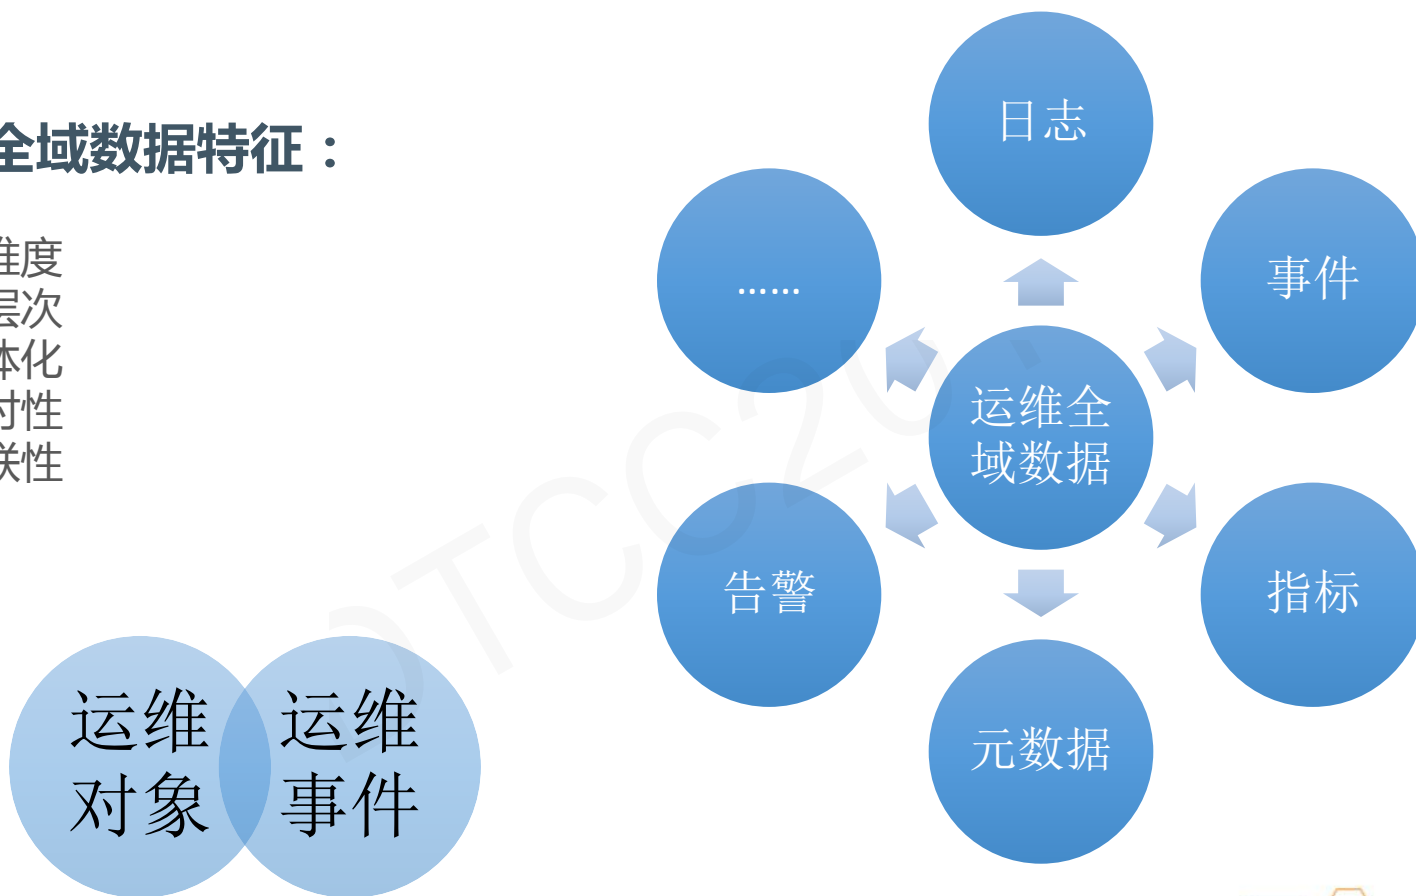 全域数据特征：
维度
层次
体化
对性
联性
运维
对象
运维
事件
日志
事件
指标
元数据
告警
……
运维全
域数据
DTCC20